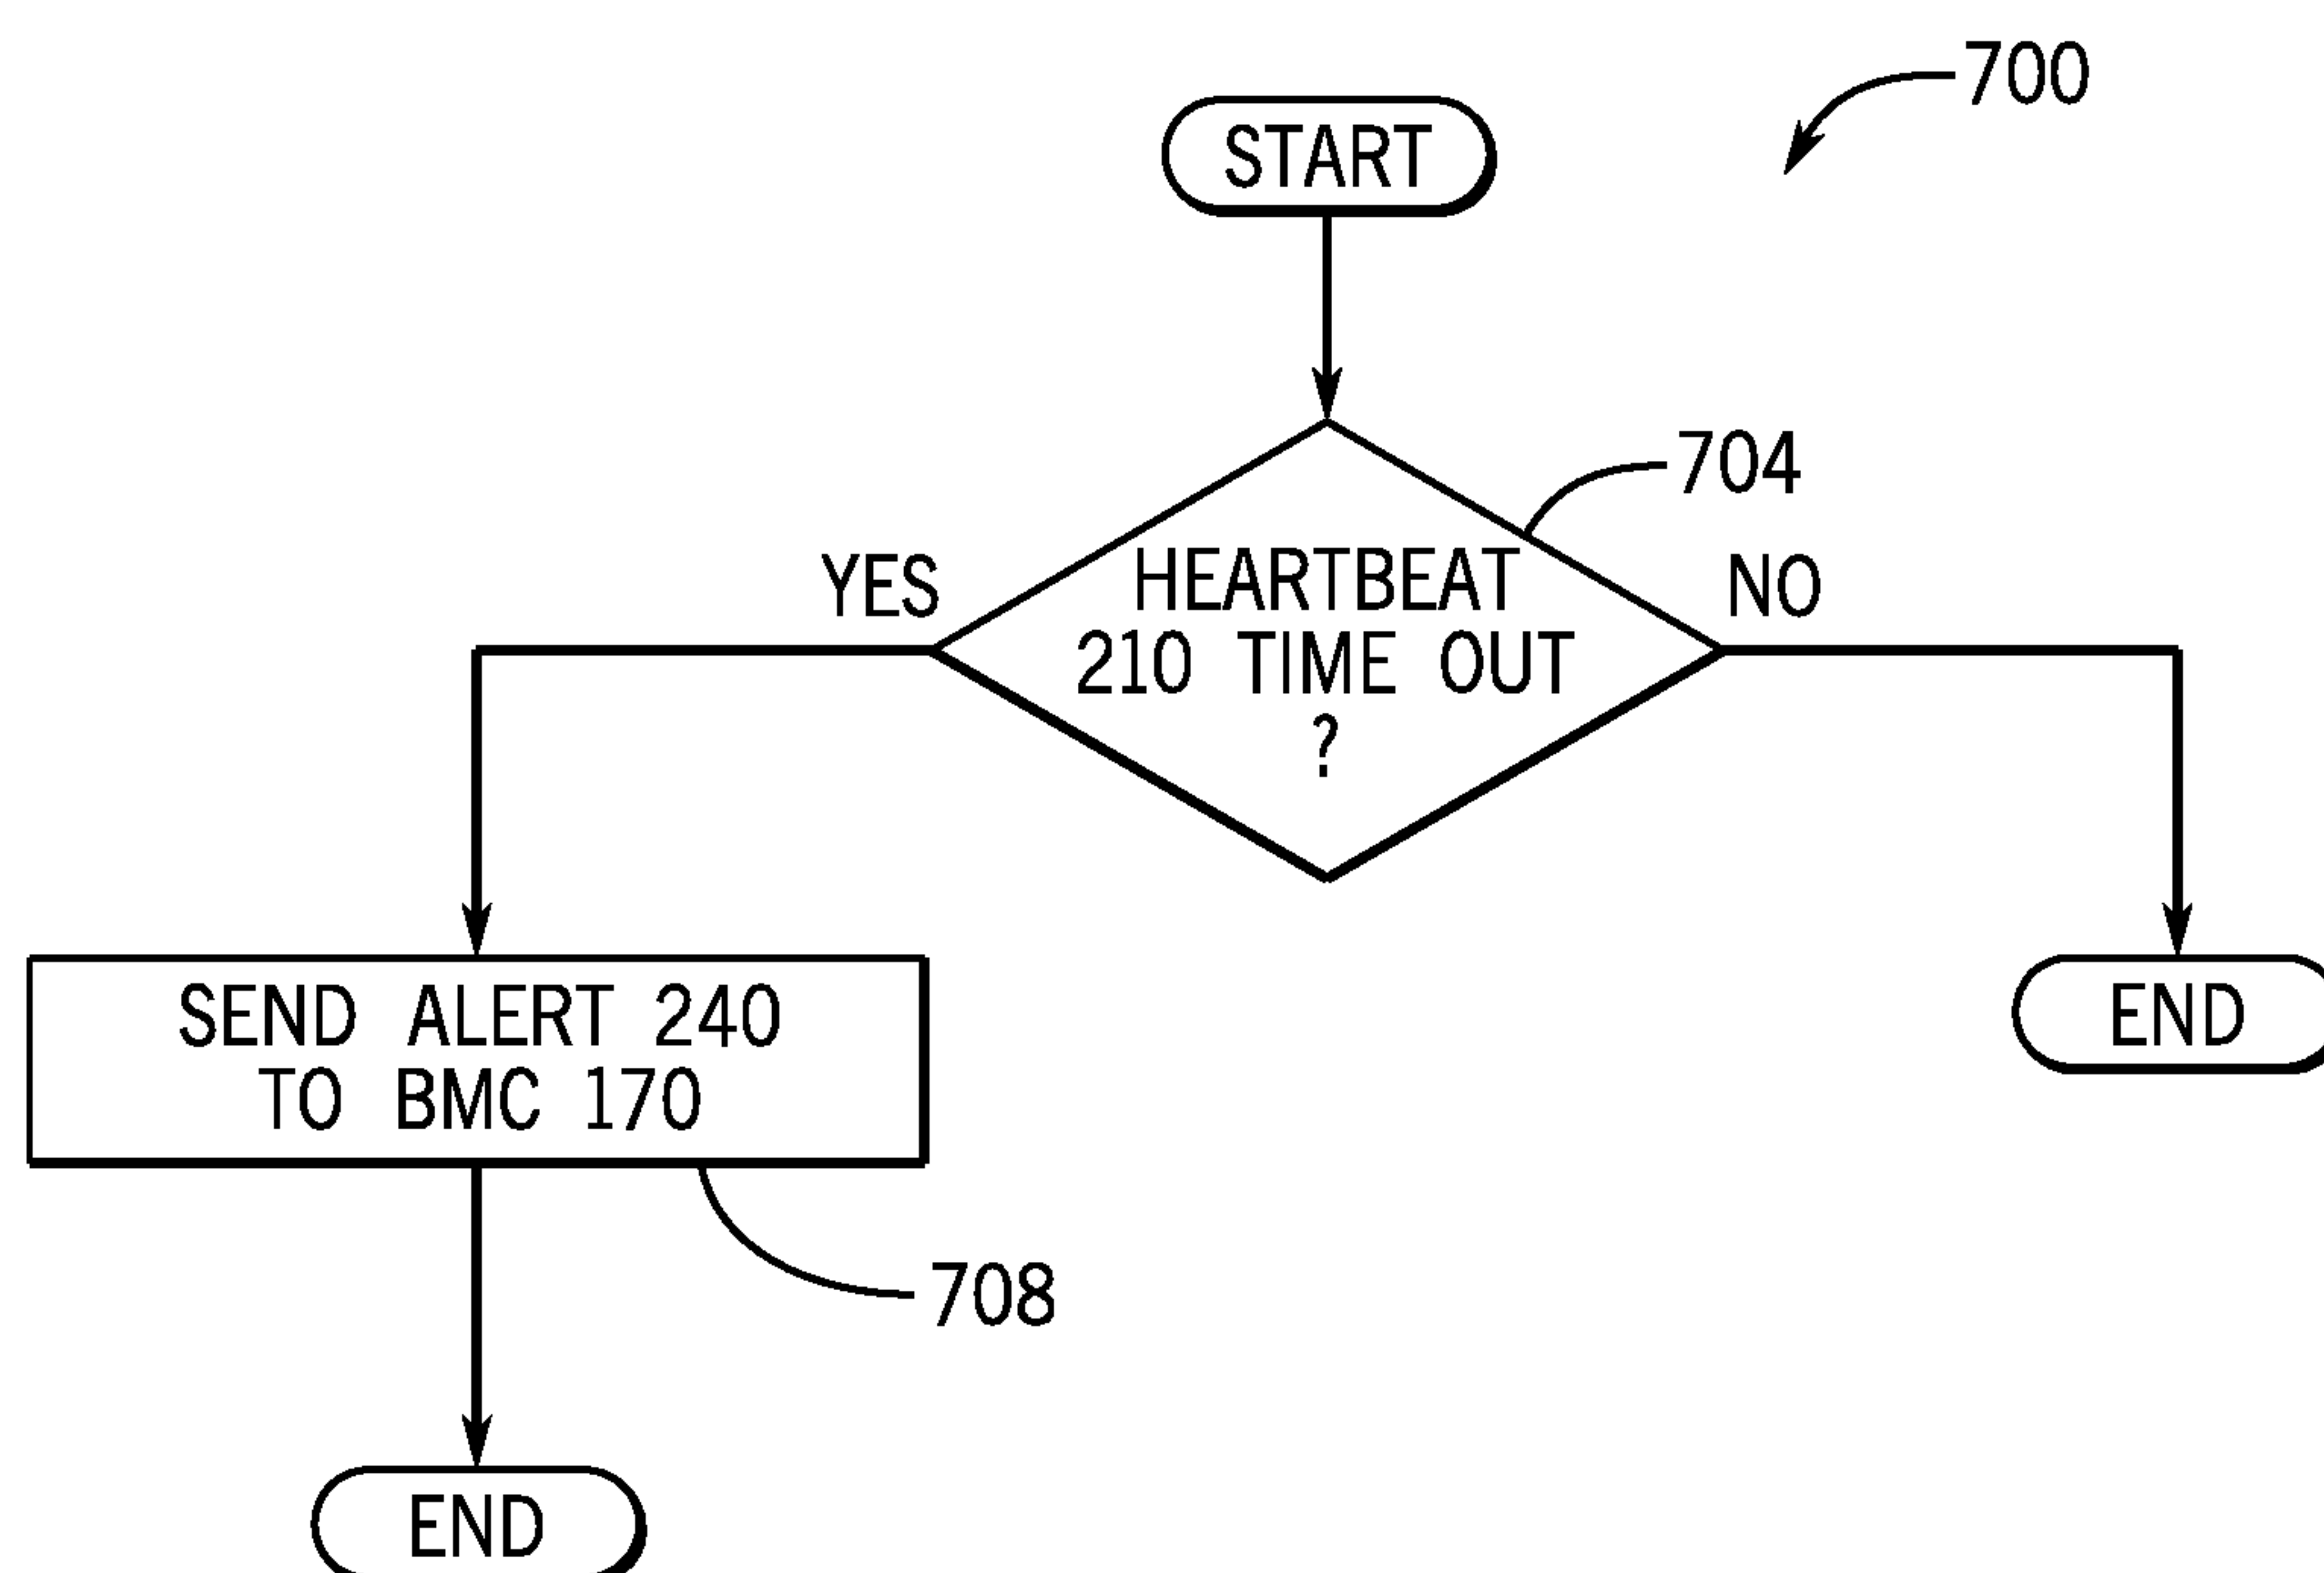 700
START
704
YES
HEARTBEAT
NO
210 TIME OUT
?
SEND ALERT 240
TO BMC 170
END
708
END